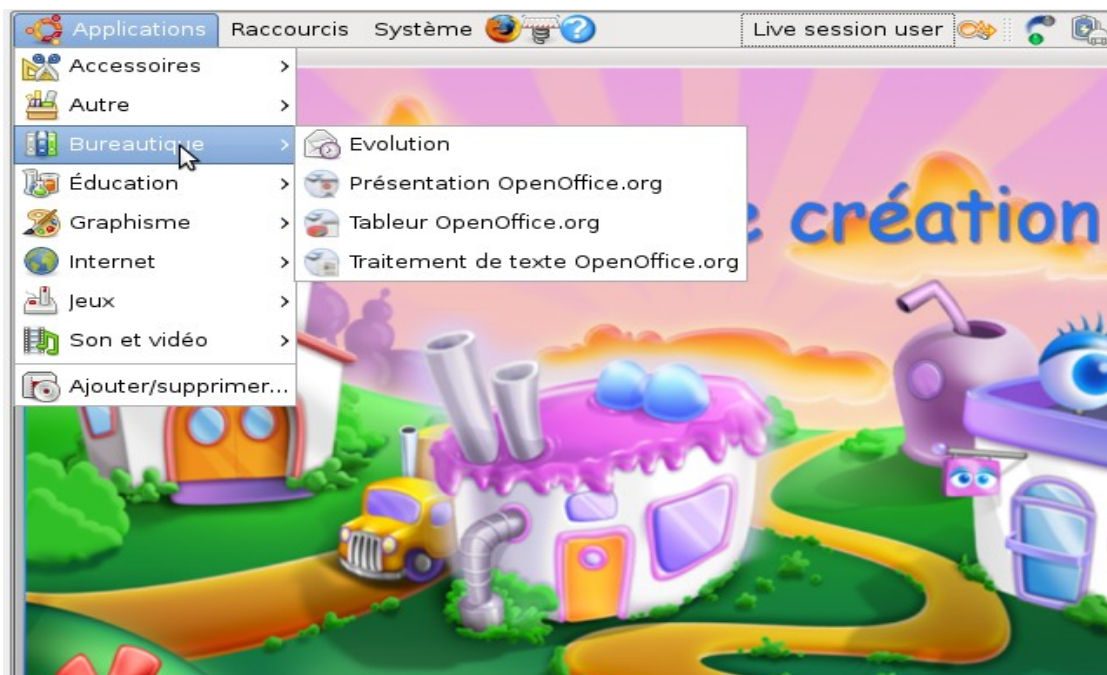 Applications Raccourcis Système Live session user
Accessoires
Autre
Bureautique
Éducation
Graphisme
Internet
Jeux
Son et vidéo
Ajouter/supprimer...
Evolution
Présentation OpenOffice.org
Tableur OpenOffice.org
Traitement de texte OpenOffice.org
création